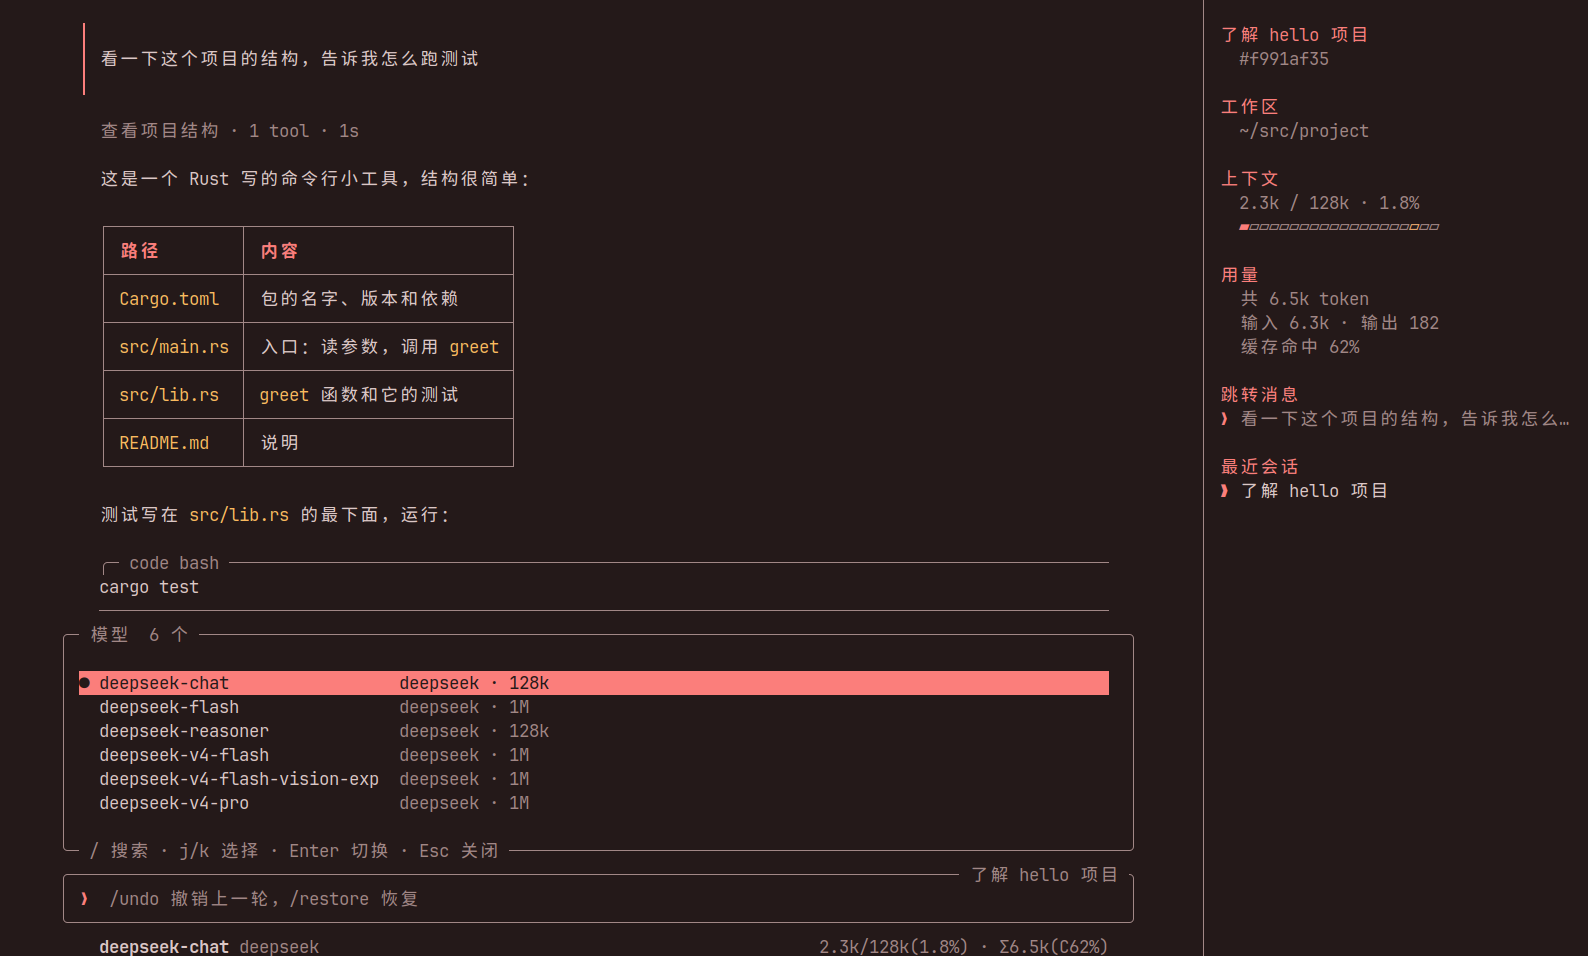 看一下这个项目的结构，告诉我怎么跑测试
查看项目结构 · 1 tool · 1s
这是一个 Rust 写的命令行小工具，结构很简单：
路径 内容
Cargo.toml 包的名字、版本和依赖
src/main.rs 入口：读参数，调用 greet
src/lib.rs greet 函数和它的测试
README.md 说明
测试写在 src/lib.rs 的最下面，运行：
code bash
cargo test
模型 6 个
● deepseek-chat deepseek · 128k
deepseek-flash deepseek · 1M
deepseek-reasoner deepseek · 128k
deepseek-v4-flash deepseek · 1M
deepseek-v4-flash-vision-exp deepseek · 1M
deepseek-v4-pro deepseek · 1M
/ 搜索 · j/k 选择 · Enter 切换 · Esc 关闭
了解 hello 项目
❯ /undo 撤销上一轮，/restore 恢复
deepseek-chat deepseek 2.3k/128k(1.8%) · Σ6.5k(C62%)
了解 hello 项目
#f991af35
工作区
~/src/project
上下文
2.3k / 128k · 1.8%
用量
共 6.5k token
输入 6.3k · 输出 182
缓存命中 62%
跳转消息
❯ 看一下这个项目的结构，告诉我怎么…
最近会话
❯ 了解 hello 项目